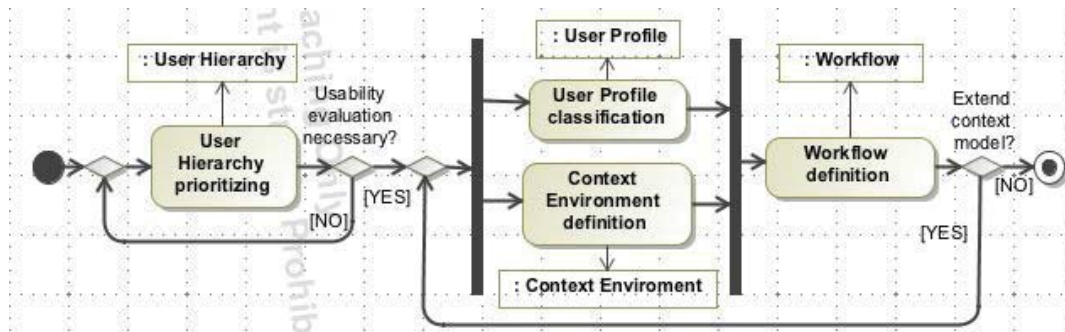 : User Hierarchy
User
Hierarchy
prioritizing
Usability
evaluation
necessary?
[YES]
[NO]
: User Profile
User Profile
classification
Context
Environment
definition
: Context Enviroment
: Workflow
Workflow
definition
Extend
context
model?
[NO]
[YES]